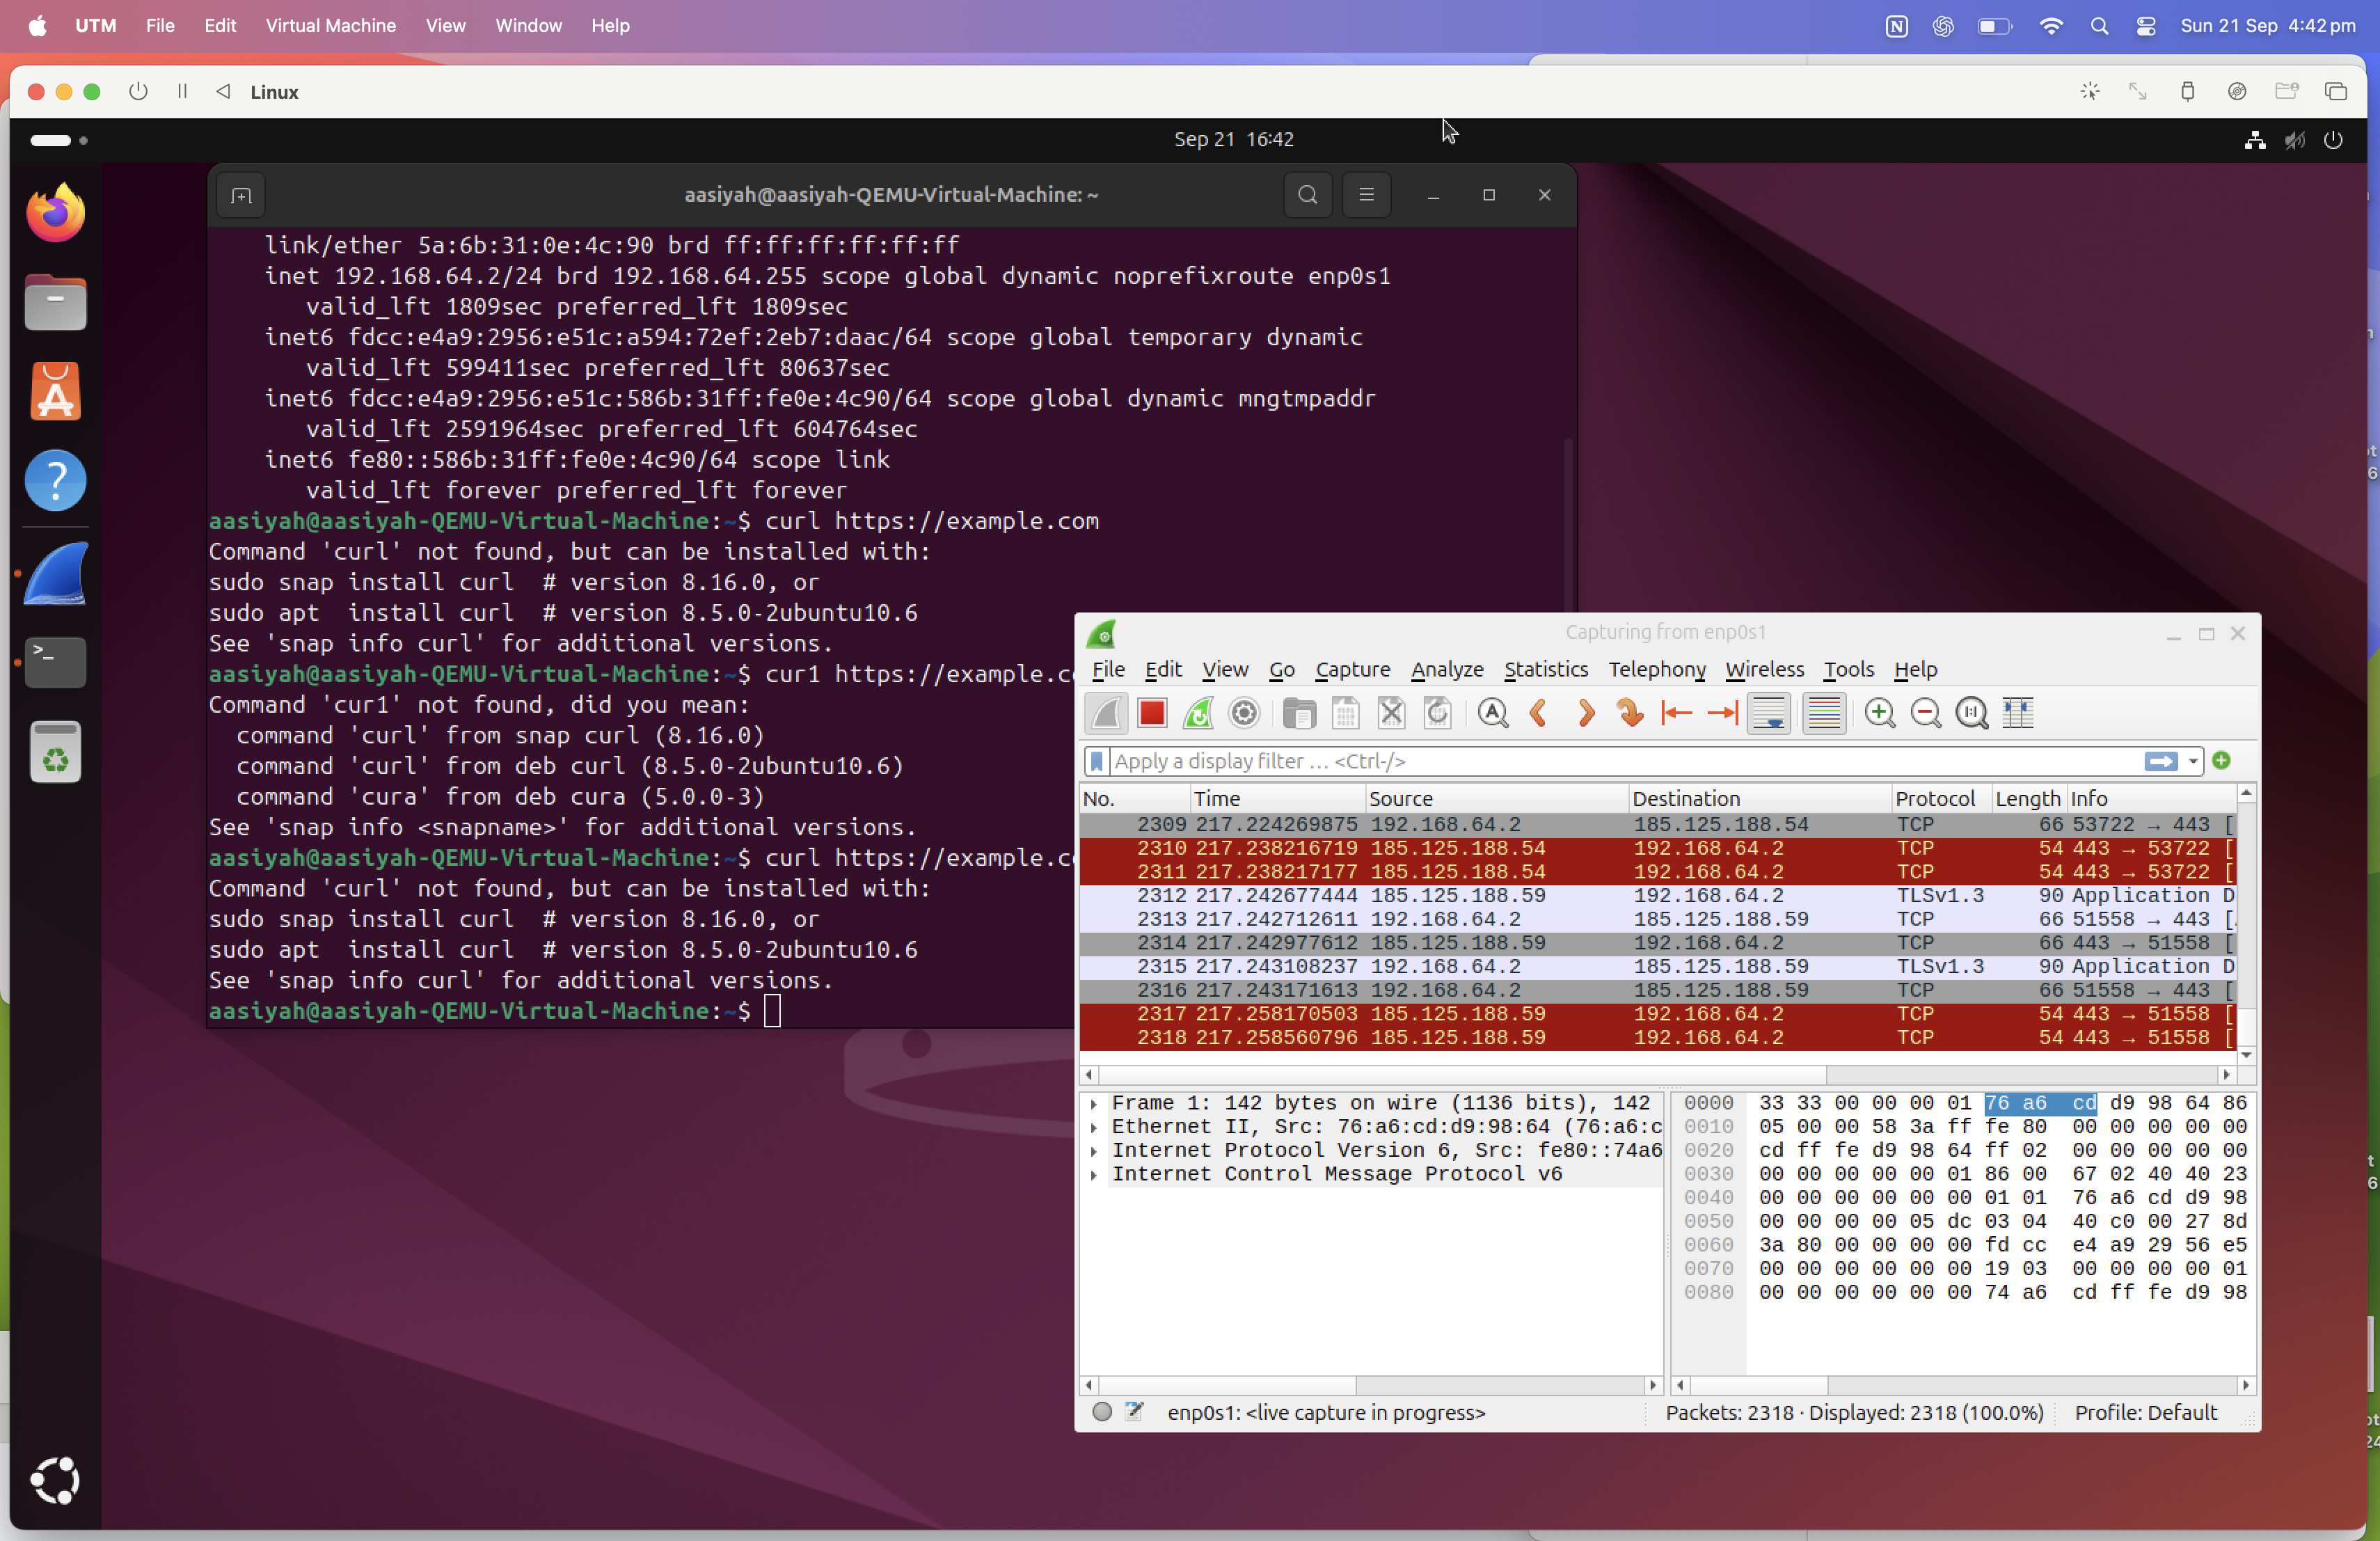 UTM File Edit Virtual Machine View Window Help Sun 21 Sep 4:42 pm
Linux
Sep 21 16:42
aasiyah@aasiyah-QEMU-Virtual-Machine: ~
link/ether 5a:6b:31:0e:4c:90 brd ff:ff:ff:ff:ff:ff
inet 192.168.64.2/24 brd 192.168.64.255 scope global dynamic noprefixroute enp0s1
valid_lft 1809sec preferred_lft 1809sec
inet6 fdcc:e4a9:2956:e51c:a594:72ef:2eb7:daac/64 scope global temporary dynamic
valid_lft 599411sec preferred_lft 80637sec
inet6 fdcc:e4a9:2956:e51c:586b:31ff:fe0e:4c90/64 scope global dynamic mngtmpaddr
valid_lft 2591964sec preferred_lft 604764sec
inet6 fe80::586b:31ff:fe0e:4c90/64 scope link
valid_lft forever preferred_lft forever
aasiyah@aasiyah-QEMU-Virtual-Machine:~$ curl https://example.com
Command 'curl' not found, but can be installed with:
sudo snap install curl # version 8.16.0, or
sudo apt install curl # version 8.5.0-2ubuntu10.6
See 'snap info curl' for additional versions.
aasiyah@aasiyah-QEMU-Virtual-Machine:~$ cur1 https://example.c
Command 'cur1' not found, did you mean:
command 'curl' from snap curl (8.16.0)
command 'curl' from deb curl (8.5.0-2ubuntu10.6)
command 'cura' from deb cura (5.0.0-3)
See 'snap info <snapname>' for additional versions.
aasiyah@aasiyah-QEMU-Virtual-Machine:~$ curl https://example.c
Command 'curl' not found, but can be installed with:
sudo snap install curl # version 8.16.0, or
sudo apt install curl # version 8.5.0-2ubuntu10.6
See 'snap info curl' for additional versions.
aasiyah@aasiyah-QEMU-Virtual-Machine:~$
Capturing from enp0s1
File Edit View Go Capture Analyze Statistics Telephony Wireless Tools Help
Apply a display filter … <Ctrl-/>
No. Time Source Destination Protocol Length Info
2309 217.224269875 192.168.64.2 185.125.188.54 TCP 66 53722 → 443 [
2310 217.238216719 185.125.188.54 192.168.64.2 TCP 54 443 → 53722 [
2311 217.238217177 185.125.188.54 192.168.64.2 TCP 54 443 → 53722 [
2312 217.242677444 185.125.188.59 192.168.64.2 TLSv1.3 90 Application D
2313 217.242712611 192.168.64.2 185.125.188.59 TCP 66 51558 → 443 [
2314 217.242977612 185.125.188.59 192.168.64.2 TCP 66 443 → 51558 [
2315 217.243108237 192.168.64.2 185.125.188.59 TLSv1.3 90 Application D
2316 217.243171613 192.168.64.2 185.125.188.59 TCP 66 51558 → 443 [
2317 217.258170503 185.125.188.59 192.168.64.2 TCP 54 443 → 51558 [
2318 217.258560796 185.125.188.59 192.168.64.2 TCP 54 443 → 51558 [
Frame 1: 142 bytes on wire (1136 bits), 142
Ethernet II, Src: 76:a6:cd:d9:98:64 (76:a6:c
Internet Protocol Version 6, Src: fe80::74a6
Internet Control Message Protocol v6
0000 33 33 00 00 00 01 76 a6 cd d9 98 64 86
0010 05 00 00 58 3a ff fe 80 00 00 00 00 00
0020 cd ff fe d9 98 64 ff 02 00 00 00 00 00
0030 00 00 00 00 00 01 86 00 67 02 40 40 23
0040 00 00 00 00 00 00 01 01 76 a6 cd d9 98
0050 00 00 00 00 05 dc 03 04 40 c0 00 27 8d
0060 3a 80 00 00 00 00 fd cc e4 a9 29 56 e5
0070 00 00 00 00 00 00 19 03 00 00 00 00 01
0080 00 00 00 00 00 00 74 a6 cd ff fe d9 98
enp0s1: <live capture in progress> Packets: 2318 · Displayed: 2318 (100.0%) Profile: Default